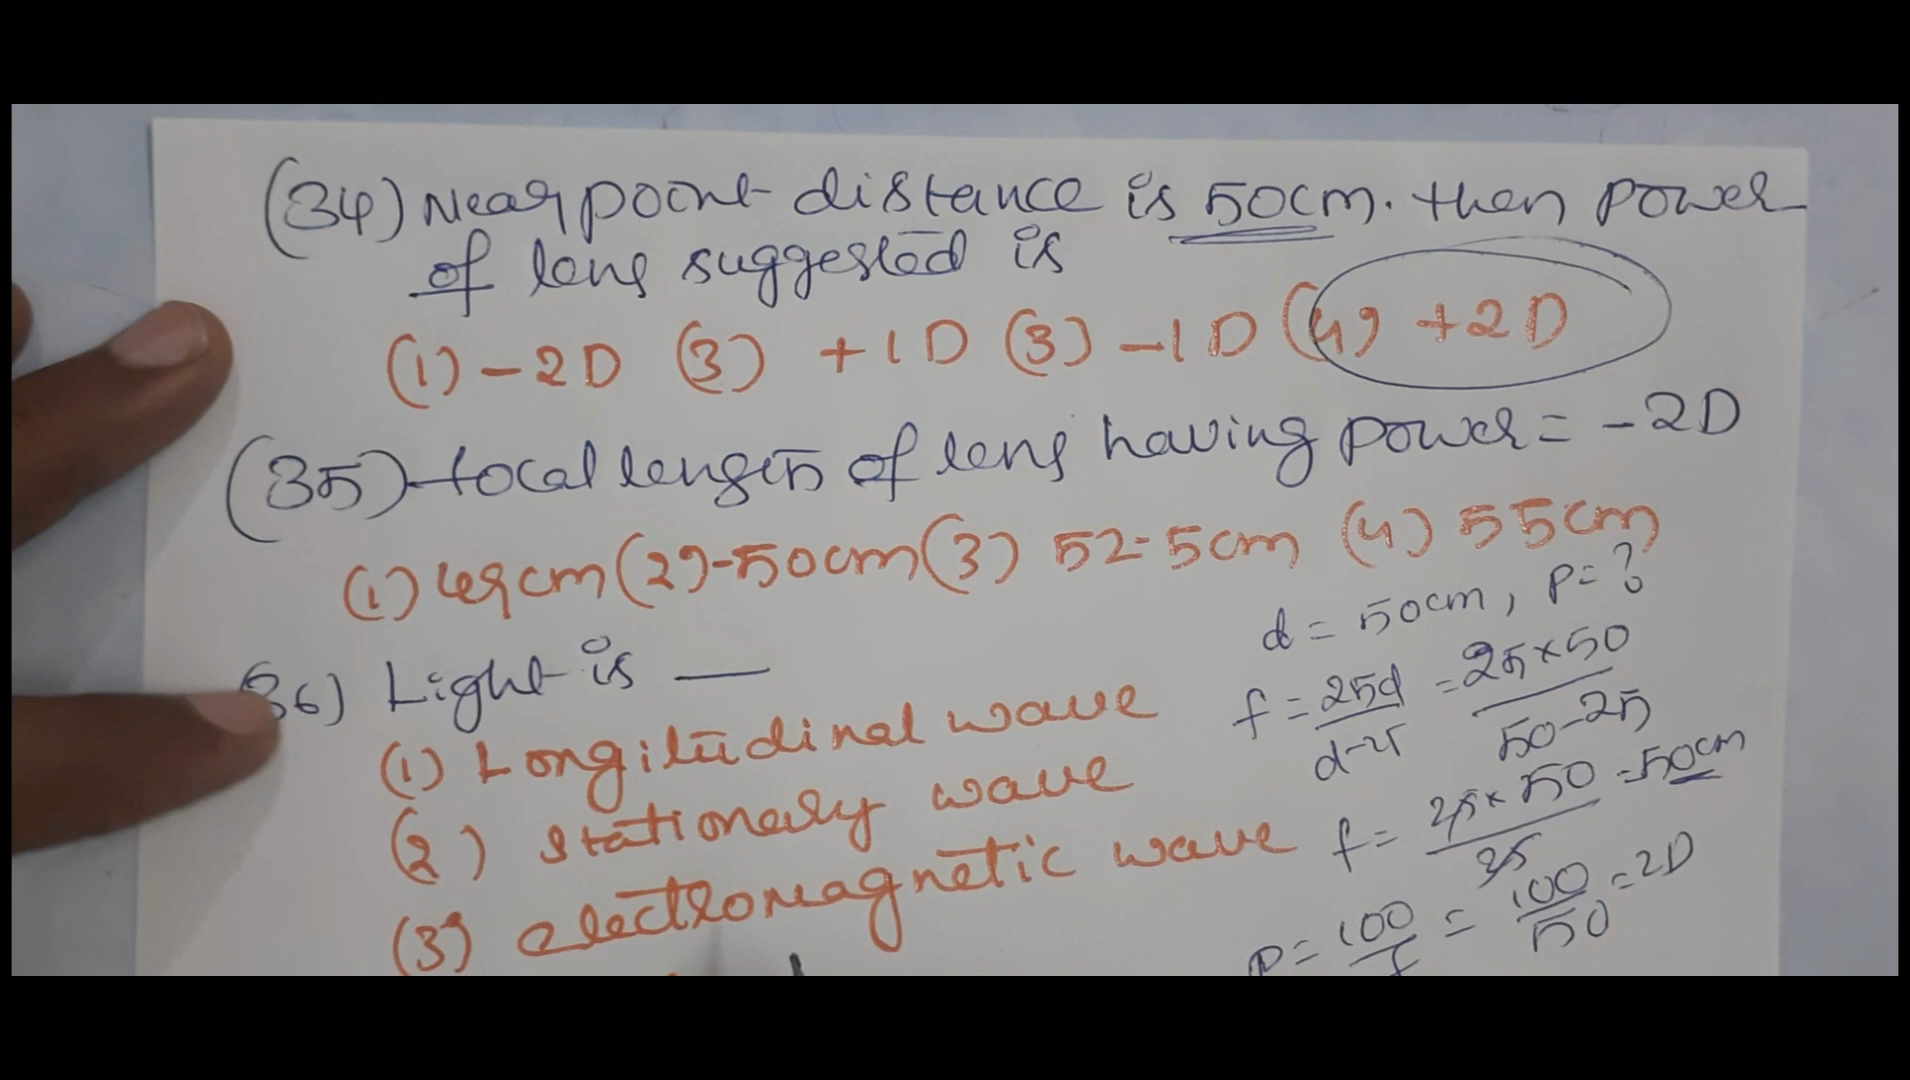 (34) Near point distance is 50cm. then power
of lens suggested is
(1) -2D (3) +1D (3) -1D (4) +2D
(35) focal length of lens having power = -2D
(1) 49cm (2) -50cm (3) 52.5cm (4) 55cm
d = 50cm, P = ?
36) Light is —
(1) Longitudinal wave
f = 25d/d-25 = 25×50/50-25
(2) stationary wave
f = 25×50/25 = 50cm
(3) electromagnetic wave
P = 100/f = 100/50 = 2D